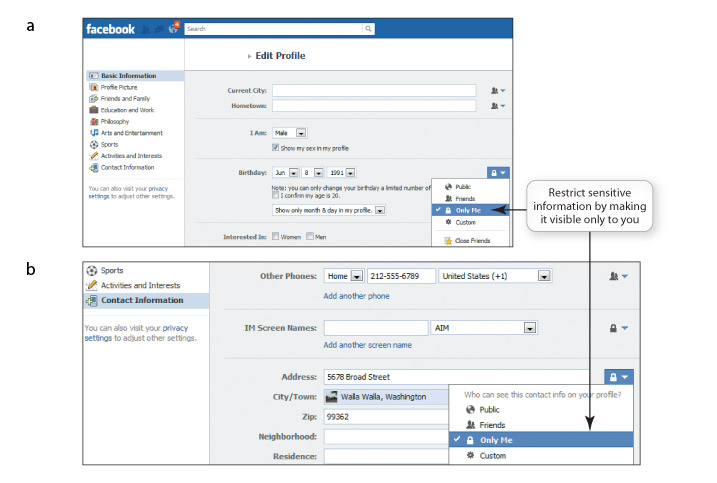 a
facebook
4
Search
Edit Profile
Basic Information
Profile Picture
Friends and Family
Education and Work
Philosophy
Arts and Entertainment
Sports
Activities and Interests
Contact Information
You can also visit your privacy
settings to adjust other settings.
Current City:
Hometown:
I Am: Male
Show my sex in my profile
Birthday: Jun 8 1991
Note: you can only change your birthday a limited number of
I confirm my age is 20.
Show only month & day in my profile.
Interested In: Women Men
Public
Friends
Only Me
Custom
Close Friends
Restrict sensitive
information by making
it visible only to you
b
Sports
Activities and Interests
Contact Information
You can also visit your privacy
settings to adjust other settings.
Other Phones: Home 212-555-6789 United States (+1)
Add another phone
IM Screen Names: AIM
Add another screen name
Address: 5678 Broad Street
City/Town: Walla Walla, Washington
Zip: 99362
Neighborhood:
Residence:
Who can see this contact info on your profile?
Public
Friends
Only Me
Custom